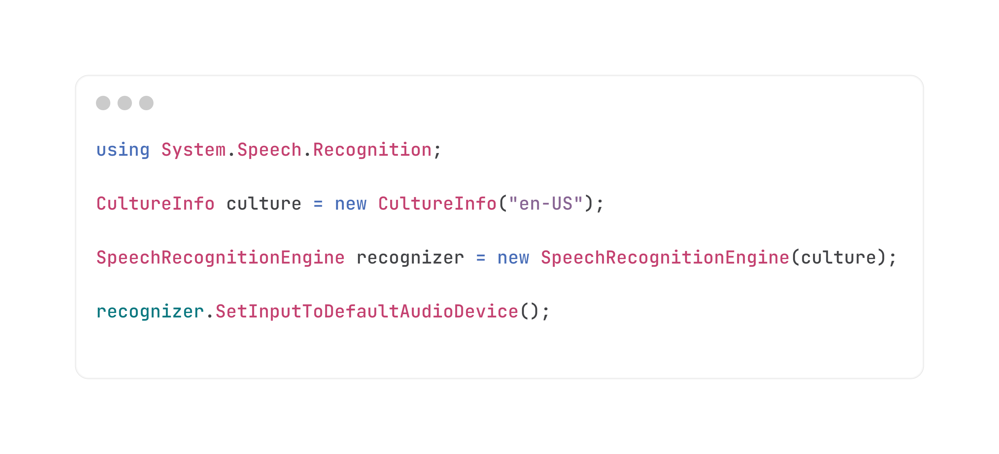 using System.Speech.Recognition;
CultureInfo culture = new CultureInfo("en-US");
SpeechRecognitionEngine recognizer = new SpeechRecognitionEngine(culture);
recognizer.SetInputToDefaultAudioDevice();